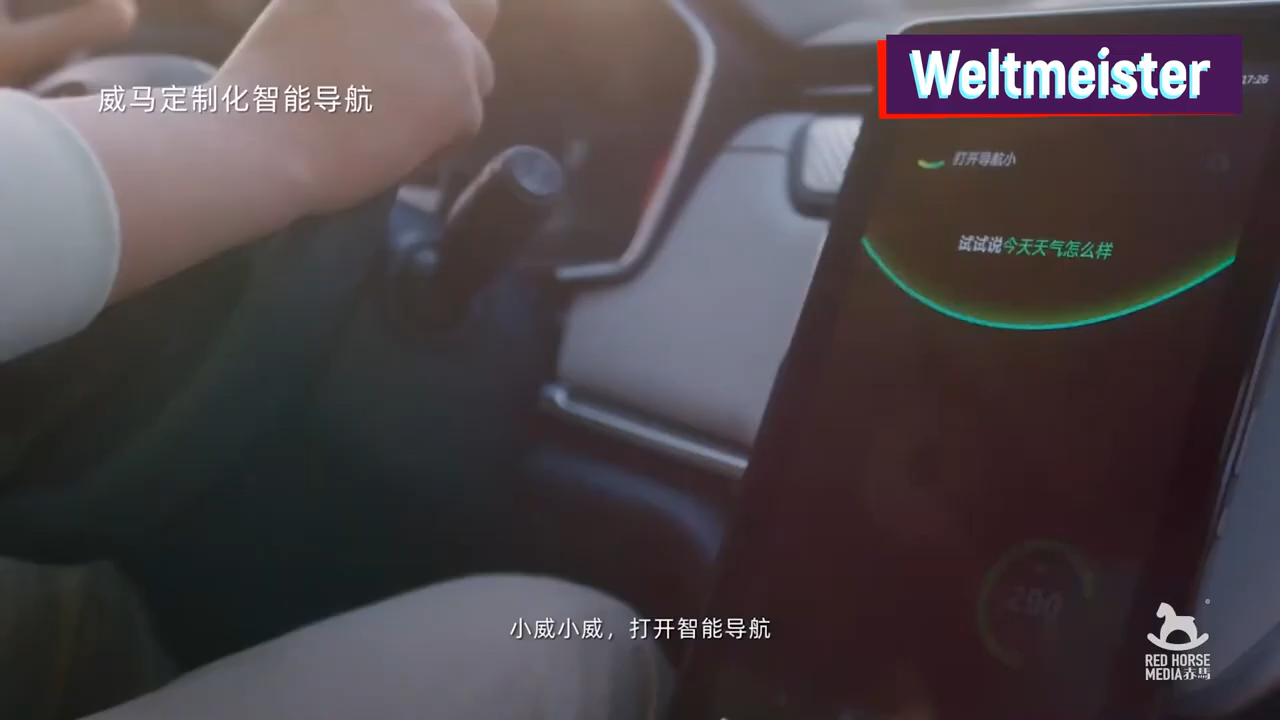 威马定制化智能导航
Weltmeister
17:26
打开导航小
试试说今天天气怎么样
小威小威，打开智能导航
RED HORSE
MEDIA赤馬